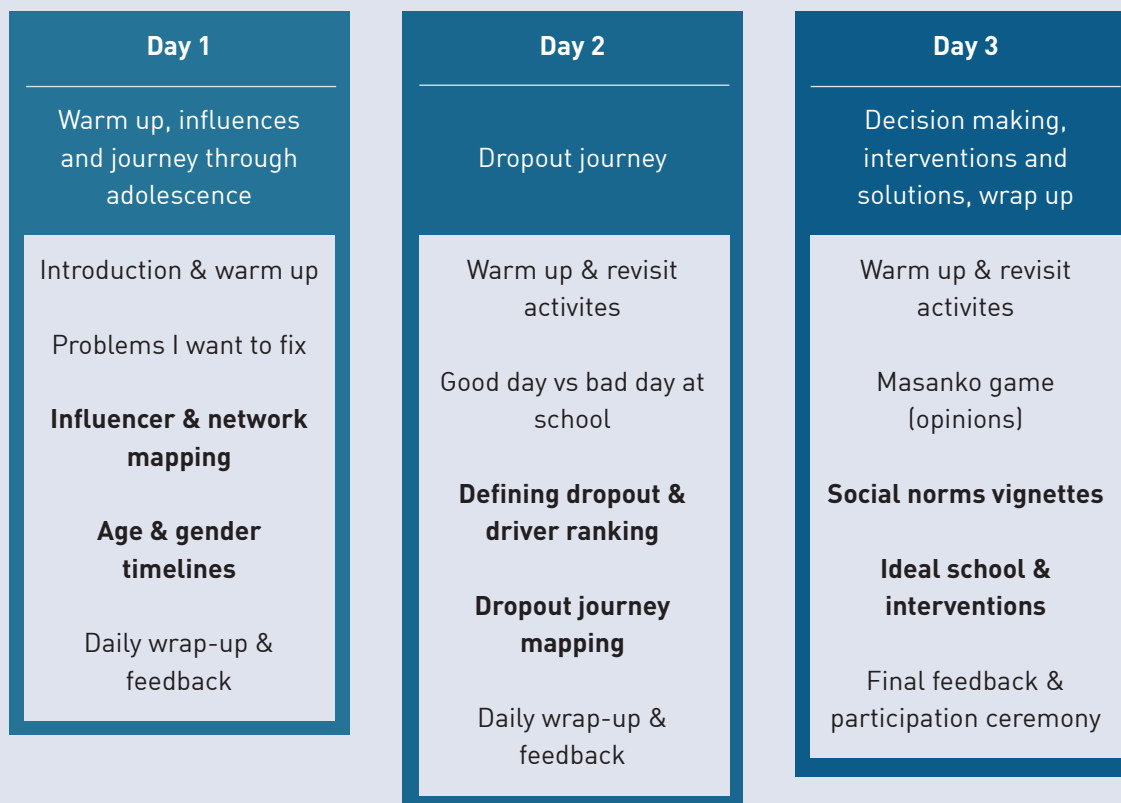 Day 1
Warm up, influences
and journey through
adolescence
Introduction & warm up
Problems I want to fix
Influencer & network
mapping
Age & gender
timelines
Daily wrap-up &
feedback
Day 2
Dropout journey
Warm up & revisit
activites
Good day vs bad day at
school
Defining dropout &
driver ranking
Dropout journey
mapping
Daily wrap-up &
feedback
Day 3
Decision making,
interventions and
solutions, wrap up
Warm up & revisit
activites
Masanko game
(opinions)
Social norms vignettes
Ideal school &
interventions
Final feedback &
participation ceremony